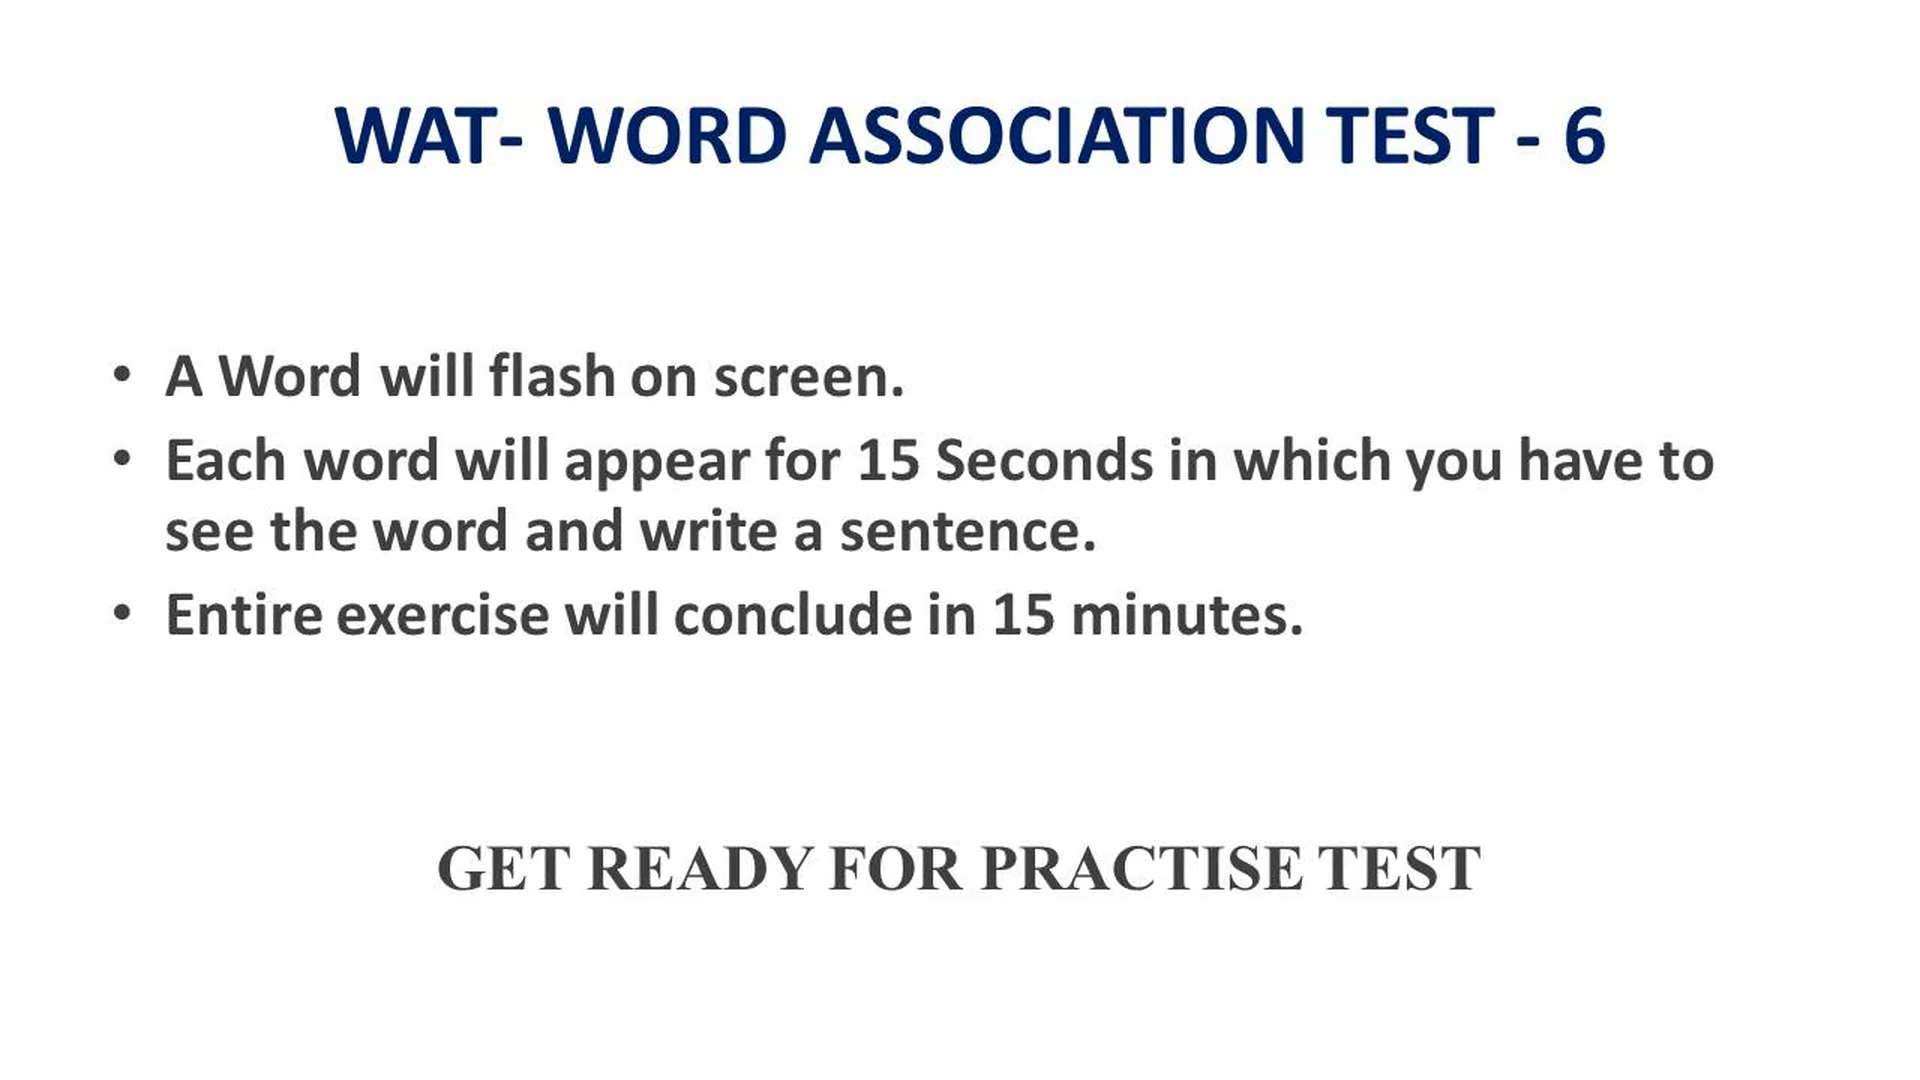 WAT- WORD ASSOCIATION TEST - 6
• A Word will flash on screen.
• Each word will appear for 15 Seconds in which you have to
see the word and write a sentence.
• Entire exercise will conclude in 15 minutes.
GET READY FOR PRACTISE TEST